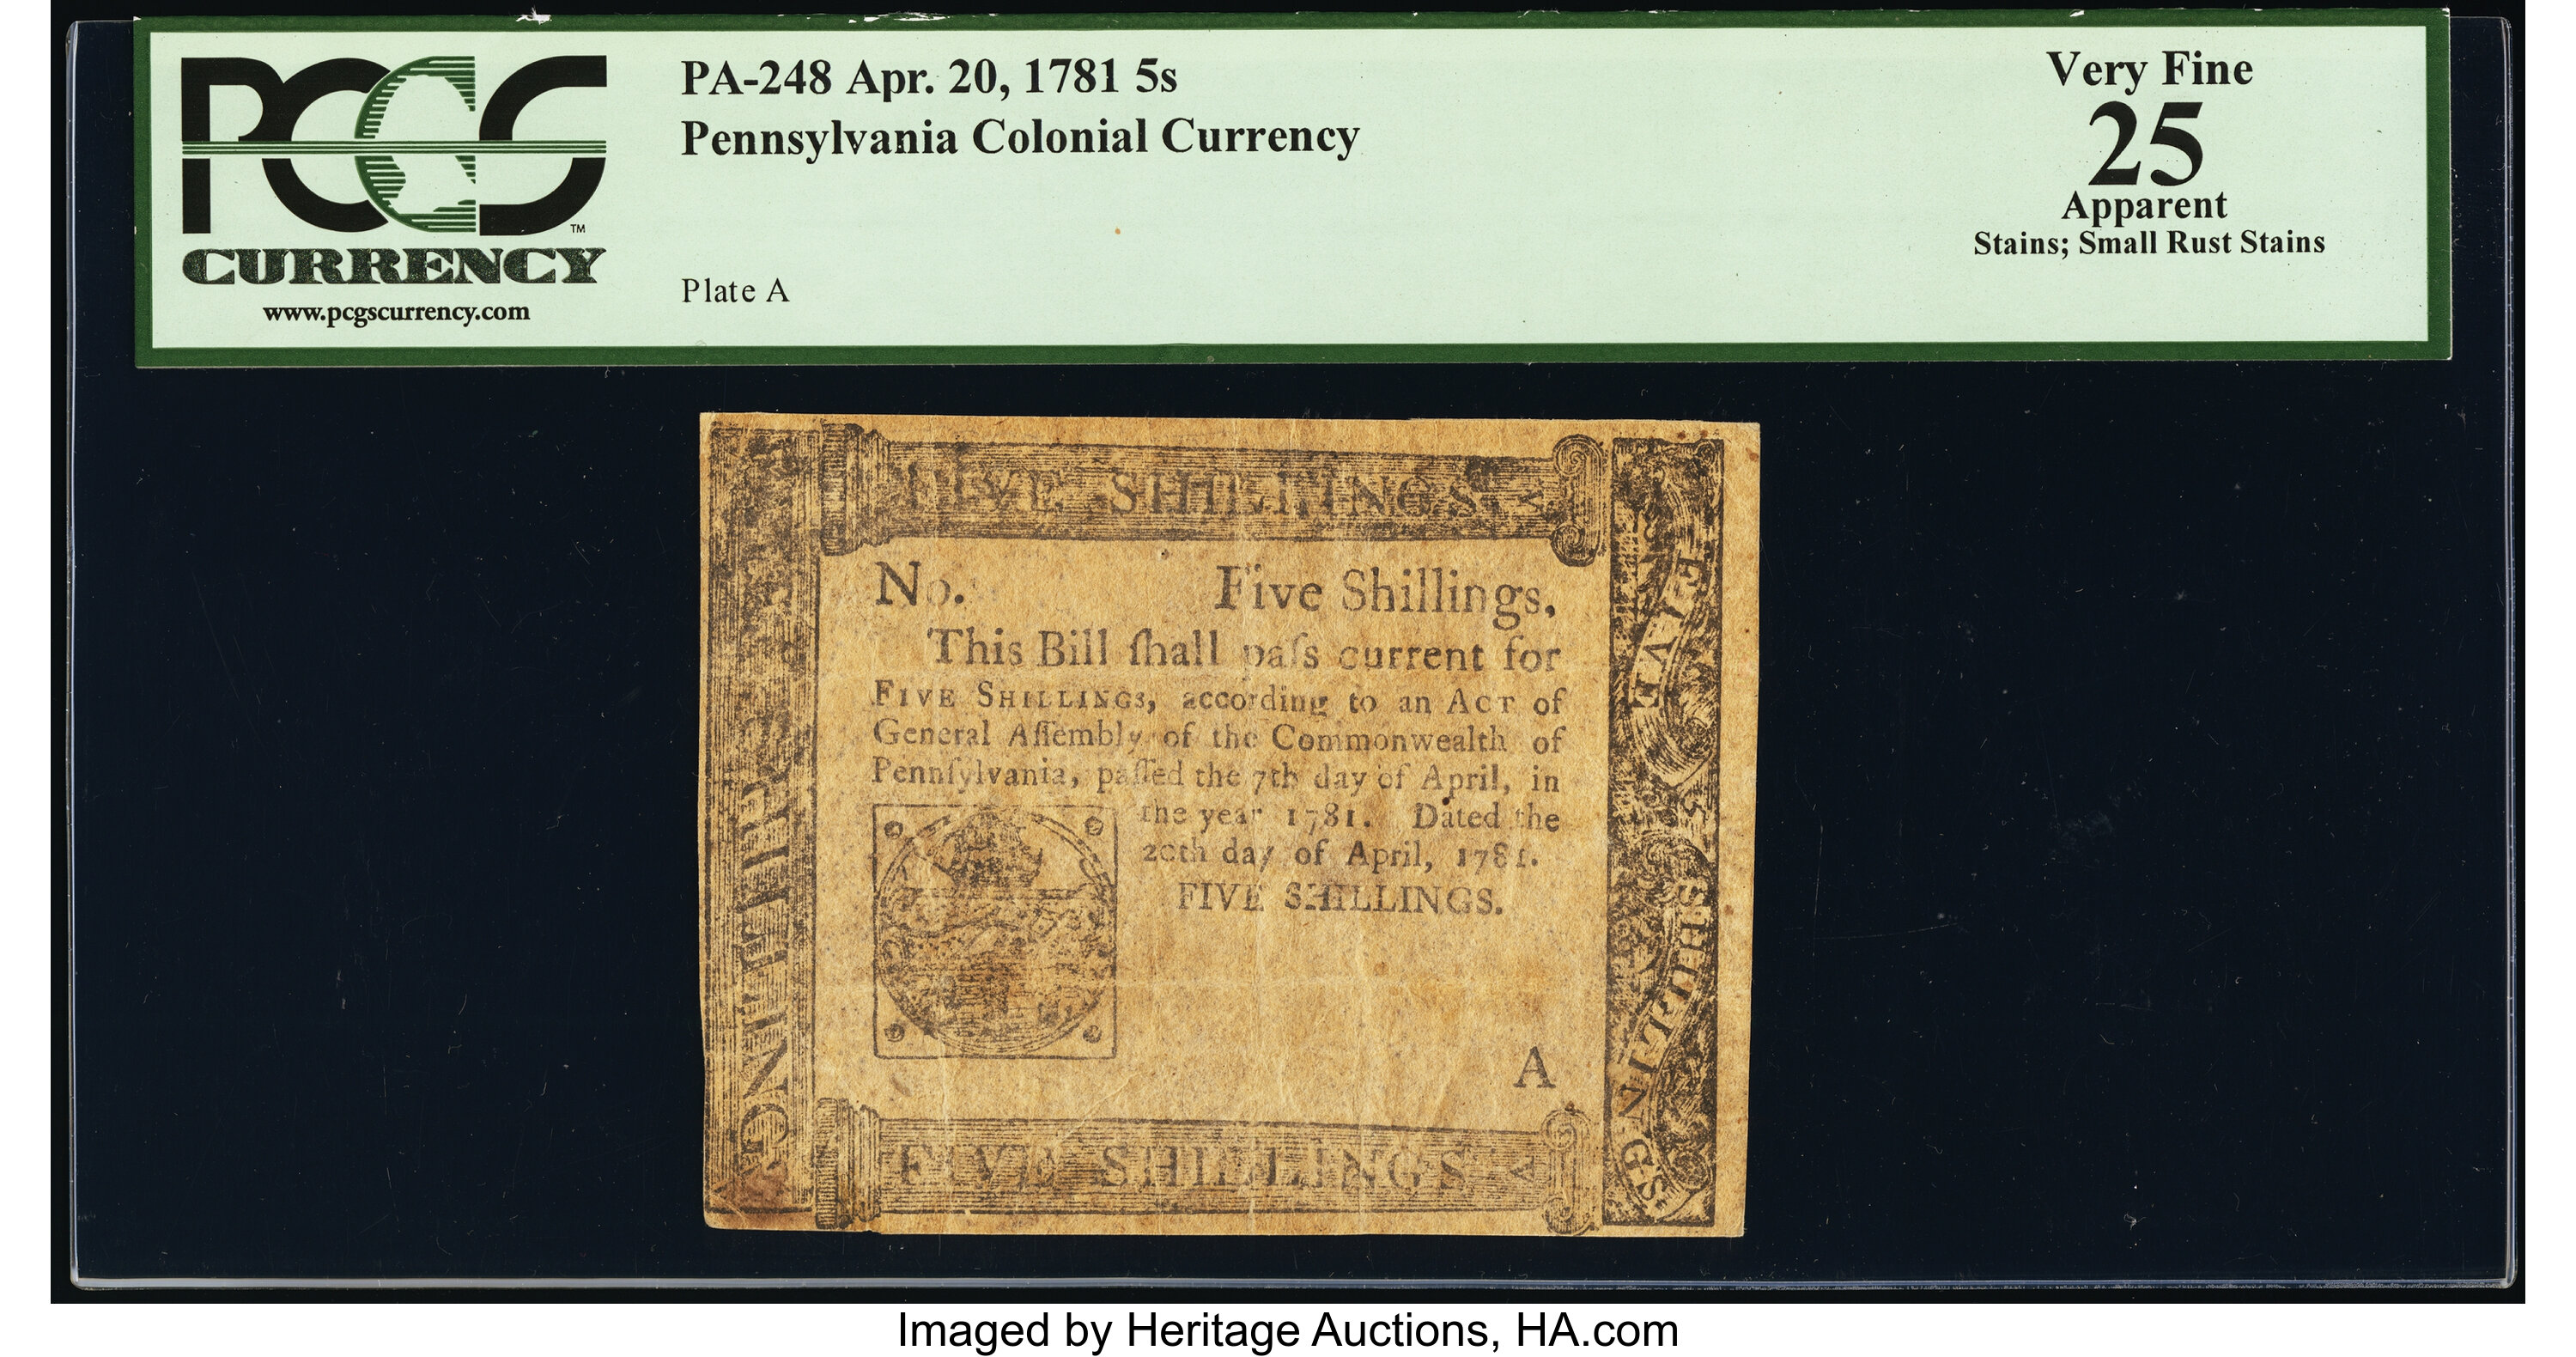 PCGS
TM
CURRENCY
www.pcgscurrency.com
PA-248 Apr. 20, 1781 5s
Pennsylvania Colonial Currency
Plate A
Very Fine
25
Apparent
Stains; Small Rust Stains
FIVE SHILLINGS
No. Five Shillings,
This Bill ſhall paſs current for
FIVE SHILLINGS, according to an ACT of
General Aſſembly of the Commonwealth of
Pennſylvania, paſſed the 7th day of April, in
the year 1781. Dated the
20th day of April, 1781.
FIVE SHILLINGS.
A
FIVE SHILLINGS
SHILLING
FIVE SHILLINGS
Imaged by Heritage Auctions, HA.com